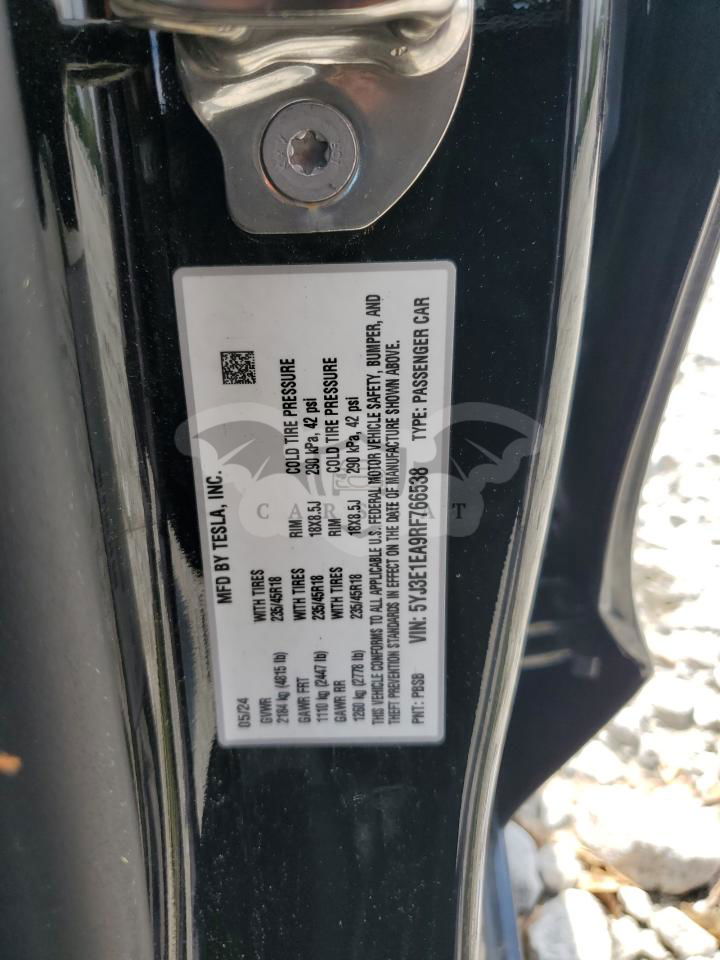 MFD BY TESLA, INC.
05/24
GVWR WITH TIRES RIM COLD TIRE PRESSURE
2184 kg (4815 lb) 235/45R18
GAWR FRT WITH TIRES RIM COLD TIRE PRESSURE
1110 kg (2447 lb) 235/45R18 18X8.5J 290 kPa, 42 psi
GAWR RR WITH TIRES RIM COLD TIRE PRESSURE
1260 kg (2778 lb) 235/45R18 18X8.5J 290 kPa, 42 psi
THIS VEHICLE CONFORMS TO ALL APPLICABLE U.S. FEDERAL MOTOR VEHICLE SAFETY, BUMPER, AND
THEFT PREVENTION STANDARDS IN EFFECT ON THE DATE OF MANUFACTURE SHOWN ABOVE.
PNT: PBSB VIN: 5YJ3E1EA9RF766538 TYPE: PASSENGER CAR